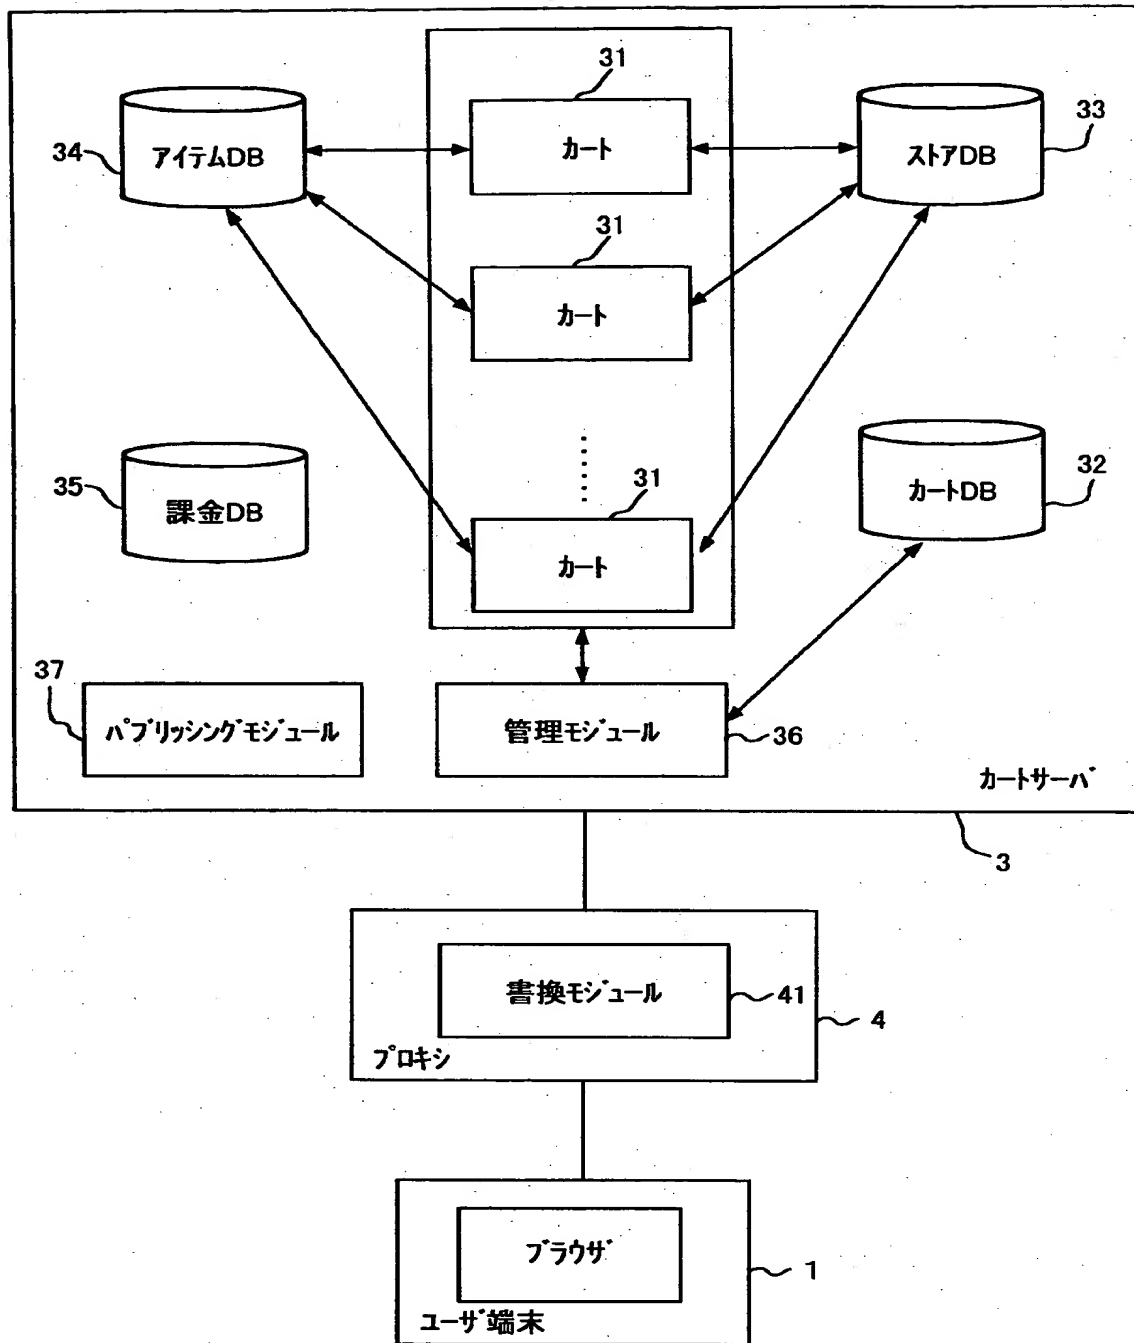 31
カート
34
アイテムDB
33
ストアDB
31
カート
35
課金DB
31
カート
32
カートDB
37
パブリッシングモジュール
管理モジュール
36
カートサーバ
3
書換モジュール
41
プロキシ
4
ブラウザ
1
ユーザ端末